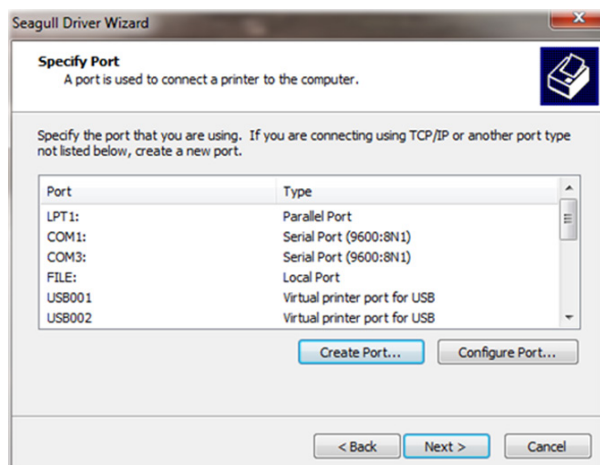 Seagull Driver Wizard
Specify Port
A port is used to connect a printer to the computer.
Specify the port that you are using. If you are connecting using TCP/IP or another port type
not listed below, create a new port.
Port Type
LPT1: Parallel Port
COM1: Serial Port (9600:8N1)
COM3: Serial Port (9600:8N1)
FILE: Local Port
USB001 Virtual printer port for USB
USB002 Virtual printer port for USB
Create Port... Configure Port...
< Back Next > Cancel